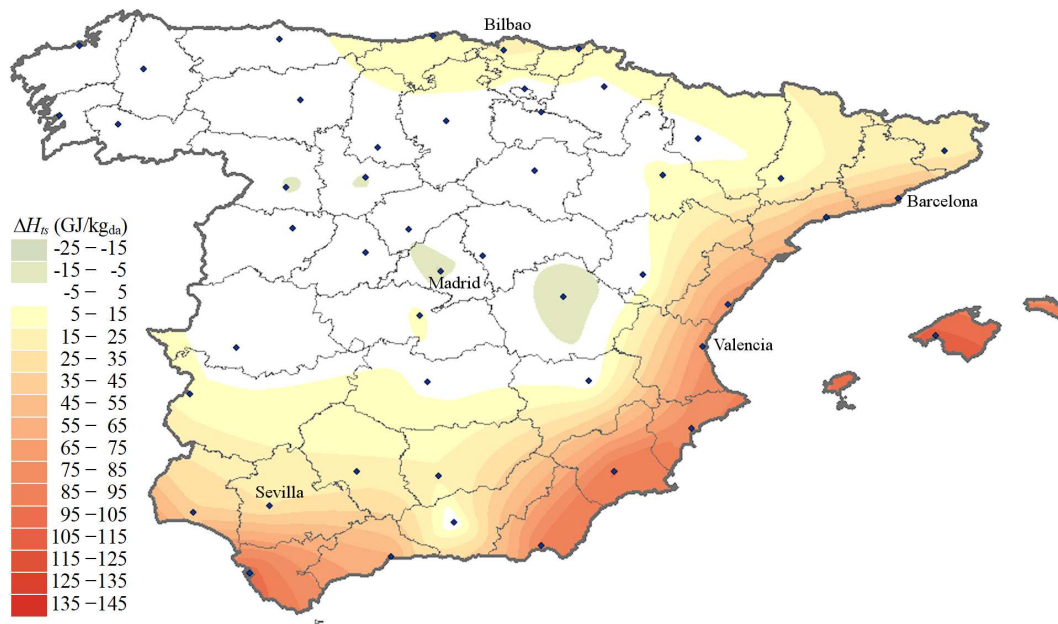 Bilbao
Barcelona
ΔHts (GJ/kgda)
-25 – -15
-15 – -5
-5 – 5
5 – 15
15 – 25
25 – 35
35 – 45
45 – 55
55 – 65
65 – 75
75 – 85
85 – 95
95 –105
105 –115
115 –125
125 –135
135 –145
Madrid
Valencia
Sevilla